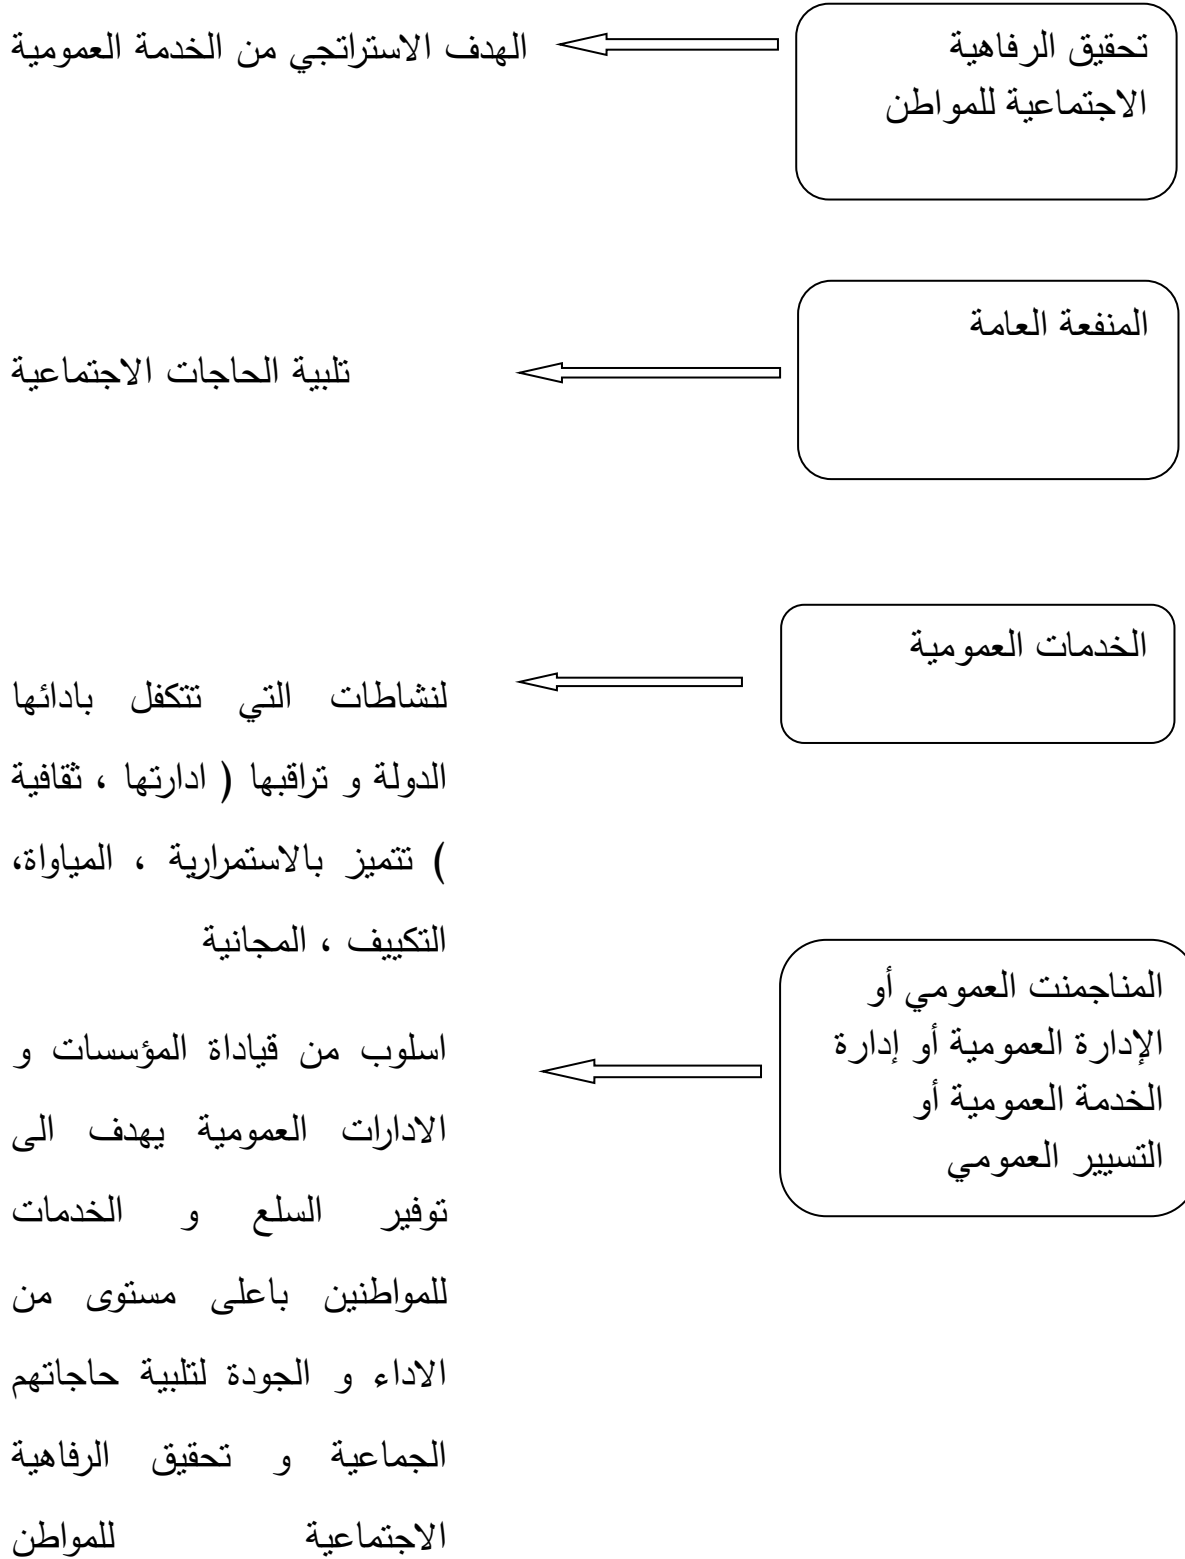 تحقيق الرفاهية
الاجتماعية للمواطن
الهدف الاستراتجي من الخدمة العمومية
المنفعة العامة
تلبية الحاجات الاجتماعية
الخدمات العمومية
لنشاطات التي تتكفل بادائها
الدولة و تراقبها ( ادارتها ، ثقافية
) تتميز بالاستمرارية ، المياواة،
التكييف ، المجانية
المناجمنت العمومي أو
الإدارة العمومية أو إدارة
الخدمة العمومية أو
التسيير العمومي
اسلوب من قياداة المؤسسات و
الادارات العمومية يهدف الى
توفير السلع و الخدمات
للمواطنين باعلى مستوى من
الاداء و الجودة لتلبية حاجاتهم
الجماعية و تحقيق الرفاهية
الاجتماعية للمواطن